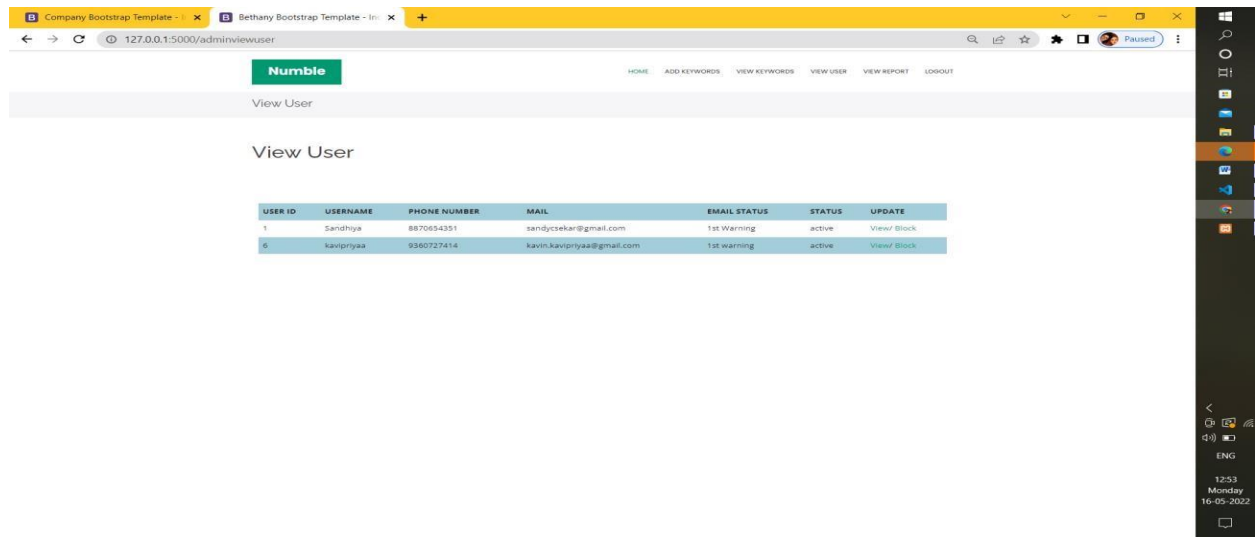 Company Bootstrap Template - I
Bethany Bootstrap Template - In
127.0.0.1:5000/adminviewuser
Paused
Numble
HOME ADD KEYWORDS VIEW KEYWORDS VIEW USER VIEW REPORT LOGOUT
View User
View User
USER ID USERNAME PHONE NUMBER MAIL EMAIL STATUS STATUS UPDATE
1 Sandhiya 8870654351 sandycsekar@gmail.com 1st Warning active View/ Block
6 kavipriyaa 9360727414 kavin.kavipriyaa@gmail.com 1st warning active View/ Block
ENG
12:53
Monday
16-05-2022